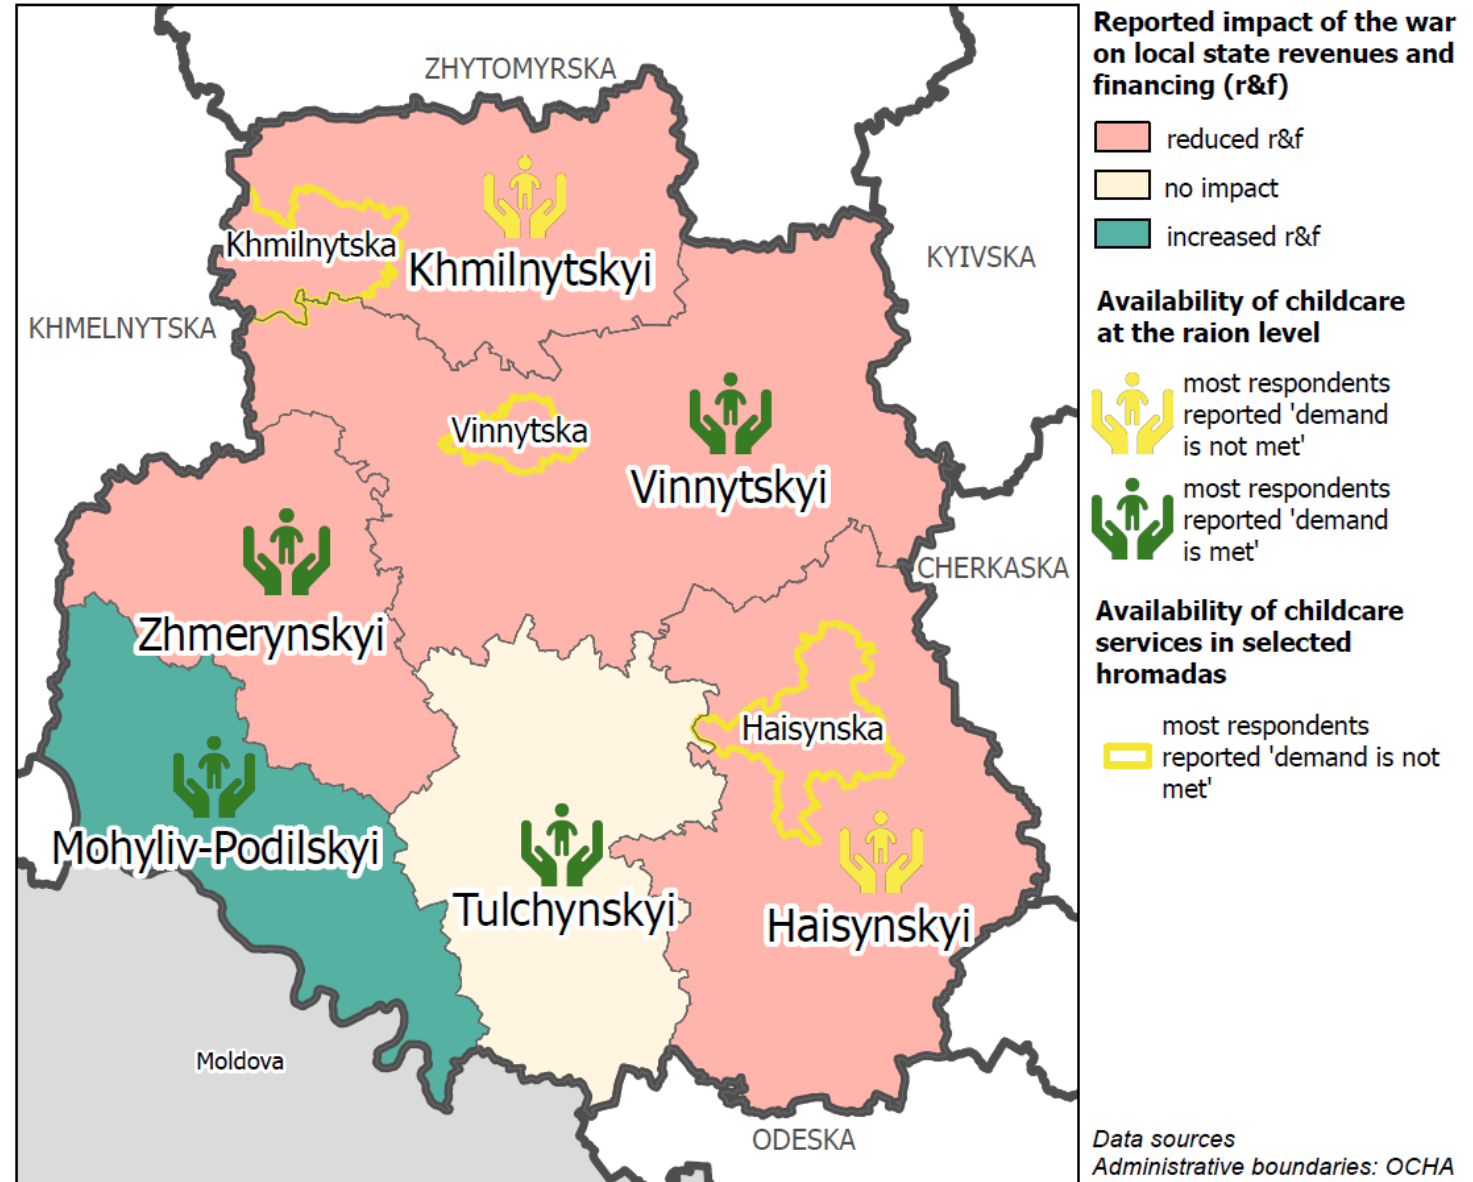 ZHYTOMYRSKA
KYIVSKA
KHMELNYTSKA
Khmilnytska
Khmilnytskyi
Vinnytska
Vinnytskyi
CHERKASKA
Zhmerynskyi
Haisynska
Mohyliv-Podilskyi
Tulchynskyi
Haisynskyi
Moldova
ODESKA
Reported impact of the war
on local state revenues and
financing (r&f)
reduced r&f
no impact
increased r&f
Availability of childcare
at the raion level
most respondents
reported 'demand
is not met'
most respondents
reported 'demand
is met'
Availability of childcare
services in selected
hromadas
most respondents
reported 'demand is not
met'
Data sources
Administrative boundaries: OCHA